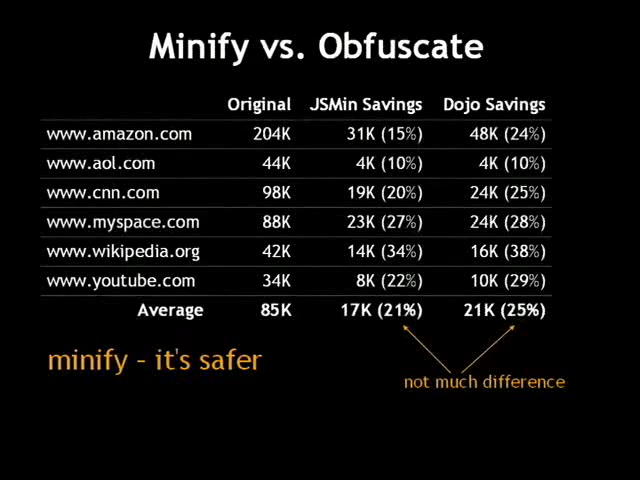 Minify vs. Obfuscate
Original JSMin Savings Dojo Savings
www.amazon.com 204K 31K (15%) 48K (24%)
www.aol.com 44K 4K (10%) 4K (10%)
www.cnn.com 98K 19K (20%) 24K (25%)
www.myspace.com 88K 23K (27%) 24K (28%)
www.wikipedia.org 42K 14K (34%) 16K (38%)
www.youtube.com 34K 8K (22%) 10K (29%)
Average 85K 17K (21%) 21K (25%)
minify – it's safer
not much difference